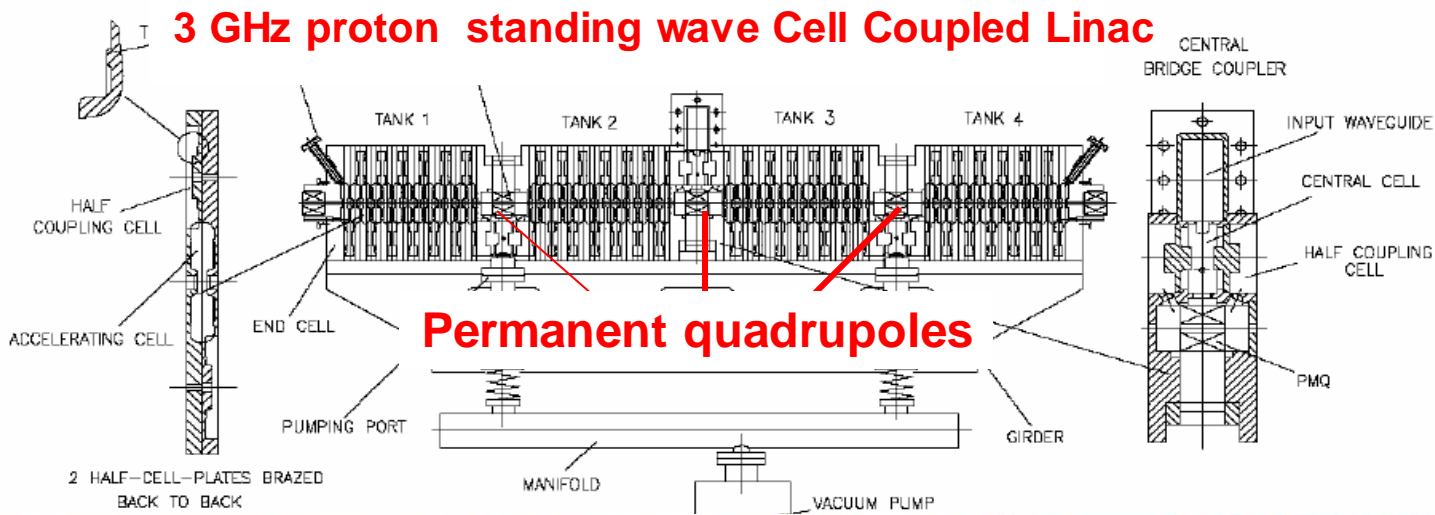 3 GHz proton standing wave Cell Coupled Linac
T
CENTRAL
BRIDGE COUPLER
TANK 1
TANK 2
TANK 3
TANK 4
INPUT WAVEGUIDE
CENTRAL CELL
HALF
COUPLING CELL
HALF COUPLING
CELL
END CELL
ACCELERATING CELL
Permanent quadrupoles
PMQ
PUMPING PORT
GIRDER
MANIFOLD
2 HALF-CELL-PLATES BRAZED
BACK TO BACK
VACUUM PUMP